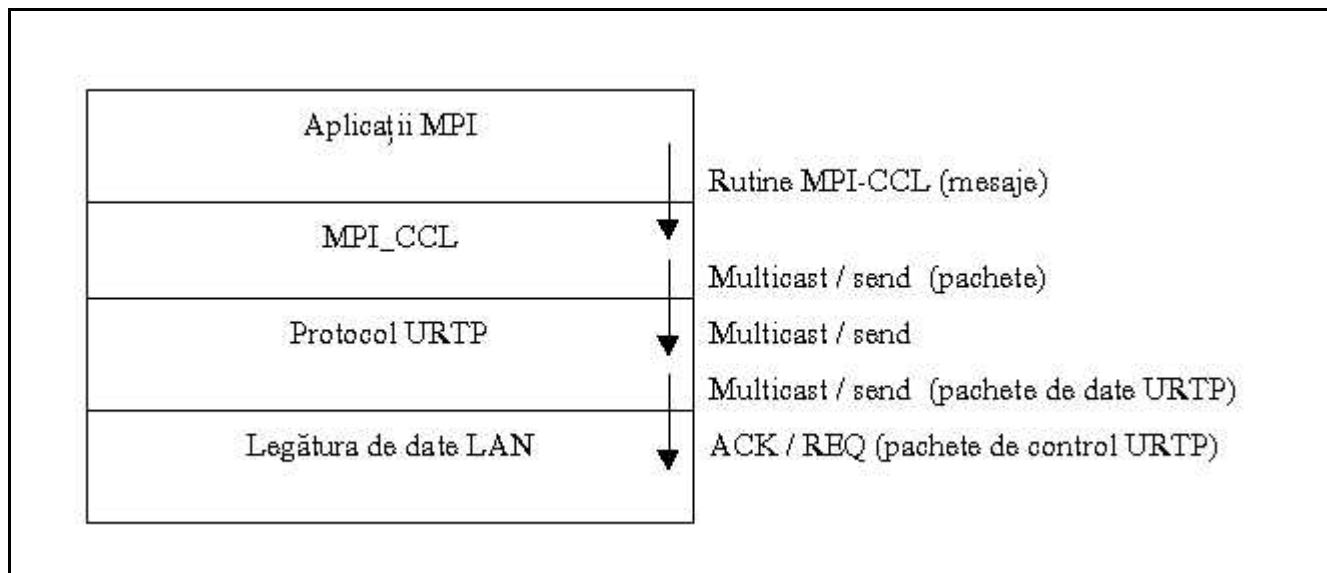 Aplicaţii MPI
Rutine MPI-CCL (mesaje)
MPI_CCL
Multicast / send (pachete)
Protocol URTP
Multicast / send
Multicast / send (pachete de date URTP)
Legătura de date LAN
ACK / REQ (pachete de control URTP)